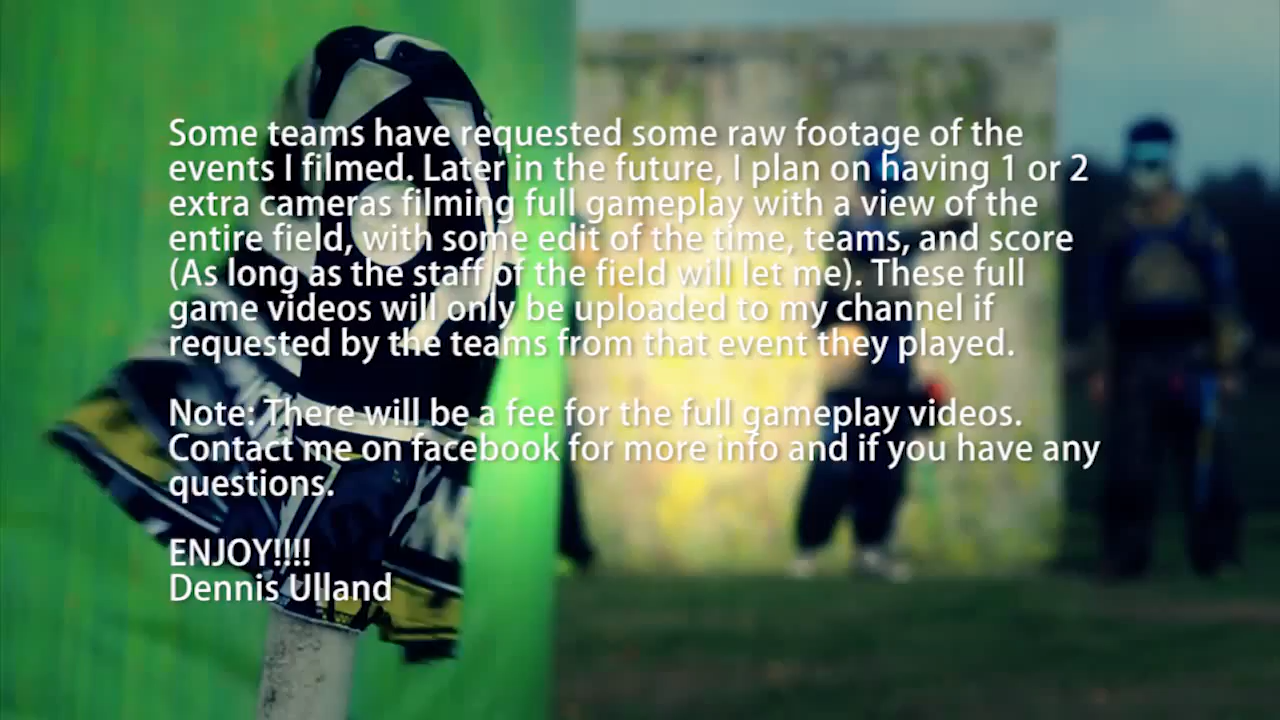 Some teams have requested some raw footage of the
events I filmed. Later in the future, I plan on having 1 or 2
extra cameras filming full gameplay with a view of the
entire field, with some edit of the time, teams, and score
(As long as the staff of the field will let me). These full
game videos will only be uploaded to my channel if
requested by the teams from that event they played.
Note: There will be a fee for the full gameplay videos.
Contact me on facebook for more info and if you have any
questions.
ENJOY!!!!
Dennis Ulland